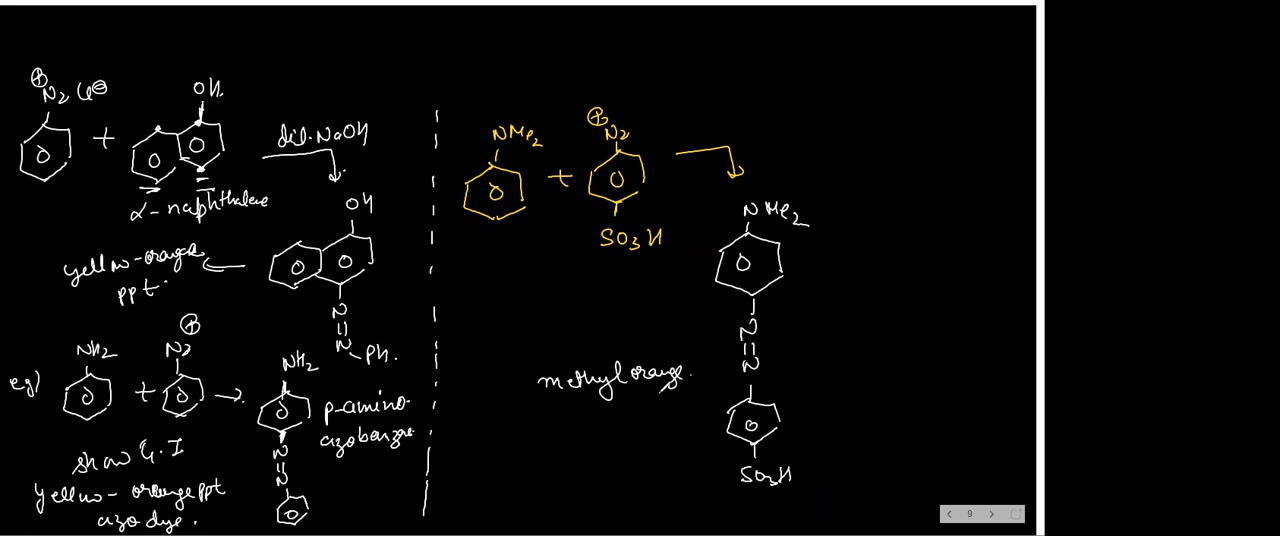 ⊕
N2 Cl⊖
+
OH.
dil. NaOH
α-naphthalene
OH
yellow-orange
ppt.
N
||
N
Ph.
eg)
NH2
+
⊕
N2
NH2
p-amino-
azobenzene
N
||
N
show G.I
yellow-orange ppt
azo dye.
NMe2
+
⊕
N2
SO3H
NMe2
N
||
N
SO3H
methyl orange.
9